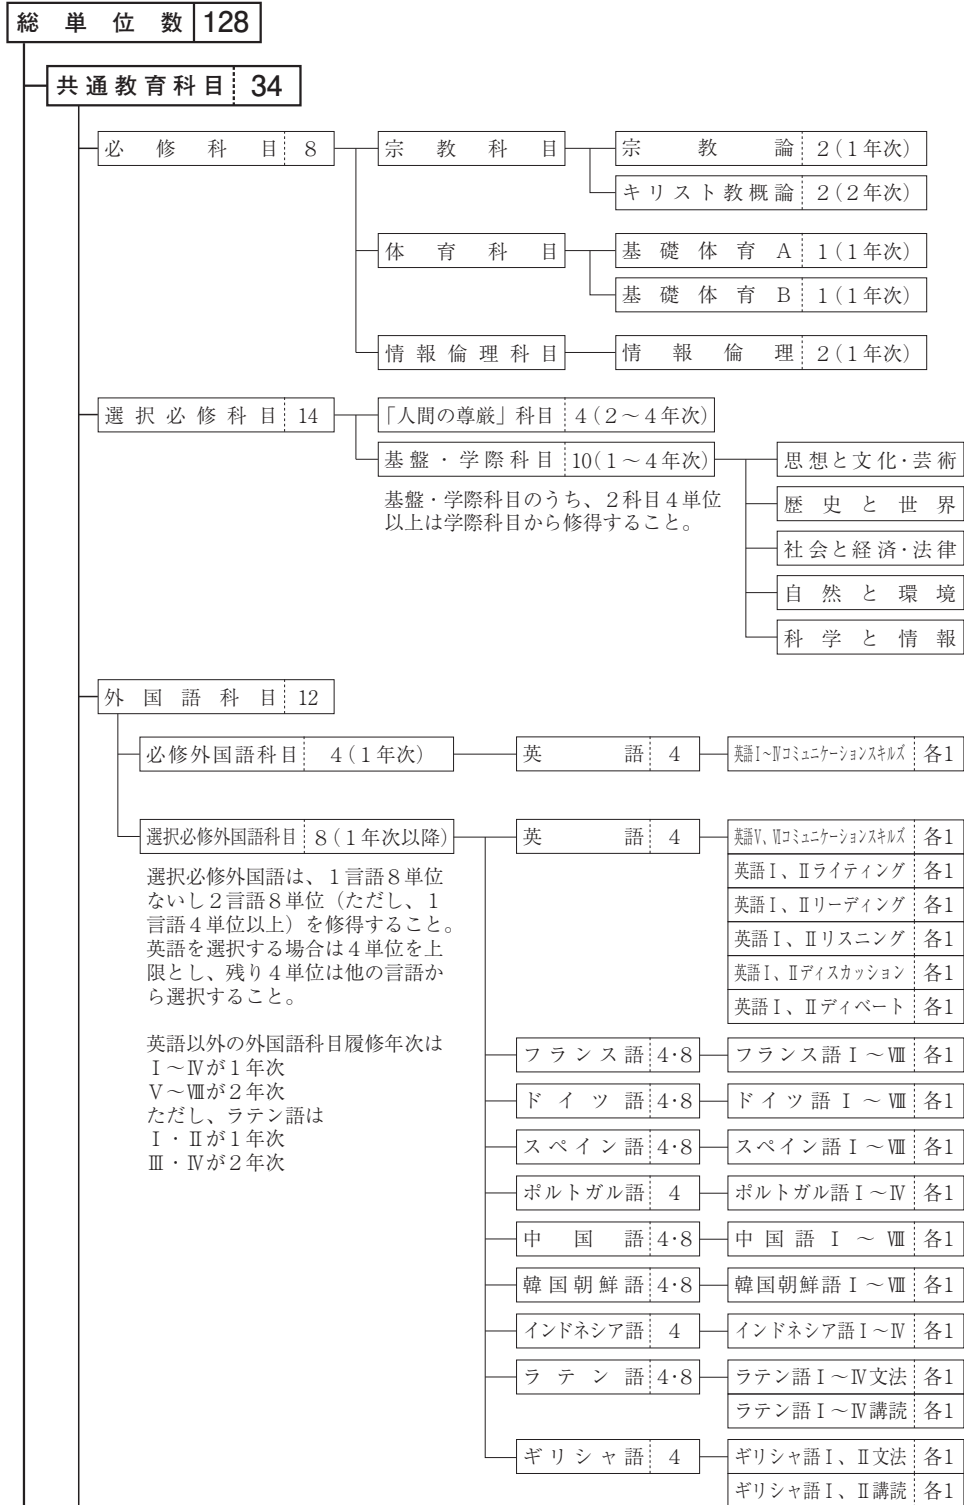 総単位数 128
共通教育科目 34
必修科目 8 宗教科目 宗教論 2(1年次)
キリスト教概論 2(2年次)
体育科目 基礎体育A 1(1年次)
基礎体育B 1(1年次)
情報倫理科目 情報倫理 2(1年次)
選択必修科目 14 「人間の尊厳」科目 4(2～4年次)
基盤・学際科目 10(1～4年次) 思想と文化・芸術
基盤・学際科目のうち、2科目4単位
以上は学際科目から修得すること。
歴史と世界
社会と経済・法律
自然と環境
科学と情報
外国語科目 12
必修外国語科目 4(1年次) 英語 4 英語Ⅰ～Ⅳコミュニケーションスキルズ 各1
選択必修外国語科目 8(1年次以降) 英語 4 英語Ⅴ、Ⅵコミュニケーションスキルズ 各1
英語Ⅰ、Ⅱライティング 各1
英語Ⅰ、Ⅱリーディング 各1
英語Ⅰ、Ⅱリスニング 各1
英語Ⅰ、Ⅱディスカッション 各1
英語Ⅰ、Ⅱディベート 各1
選択必修外国語は、1言語8単位
ないし2言語8単位（ただし、1
言語4単位以上）を修得すること。
英語を選択する場合は4単位を上
限とし、残り4単位は他の言語か
ら選択すること。
英語以外の外国語科目履修年次は
Ⅰ～Ⅳが1年次
Ⅴ～Ⅷが2年次
ただし、ラテン語は
Ⅰ・Ⅱが1年次
Ⅲ・Ⅳが2年次
フランス語 4・8 フランス語Ⅰ～Ⅷ 各1
ドイツ語 4・8 ドイツ語Ⅰ～Ⅷ 各1
スペイン語 4・8 スペイン語Ⅰ～Ⅷ 各1
ポルトガル語 4 ポルトガル語Ⅰ～Ⅳ 各1
中国語 4・8 中国語Ⅰ～Ⅷ 各1
韓国朝鮮語 4・8 韓国朝鮮語Ⅰ～Ⅷ 各1
インドネシア語 4 インドネシア語Ⅰ～Ⅳ 各1
ラテン語 4・8 ラテン語Ⅰ～Ⅳ文法 各1
ラテン語Ⅰ～Ⅳ講読 各1
ギリシャ語 4 ギリシャ語Ⅰ、Ⅱ文法 各1
ギリシャ語Ⅰ、Ⅱ講読 各1